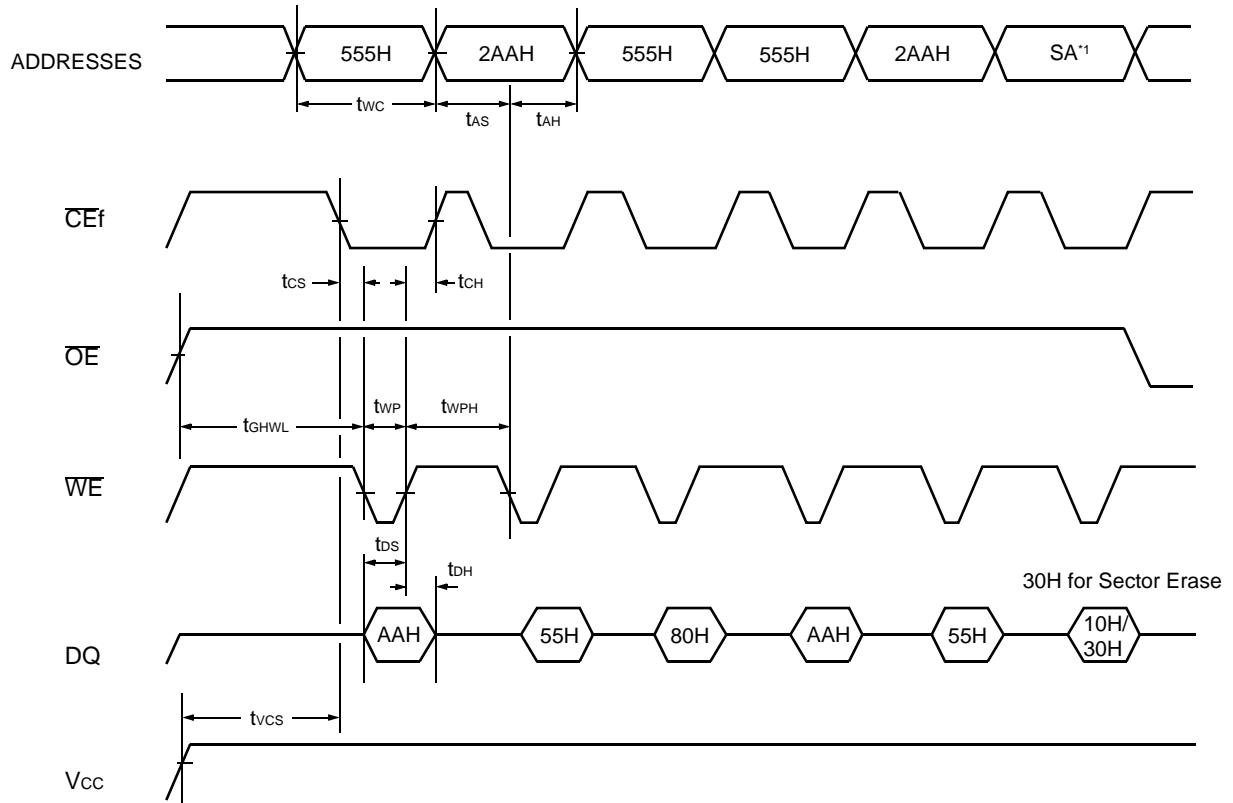 ADDRESSES 555H 2AAH 555H 555H 2AAH SA*1
tWC tAS tAH
CEf
tCS tCH
OE
tWP tWPH
tGHWL
WE
tDS
tDH
30H for Sector Erase
DQ AAH 55H 80H AAH 55H 10H/
30H
tVCS
VCC